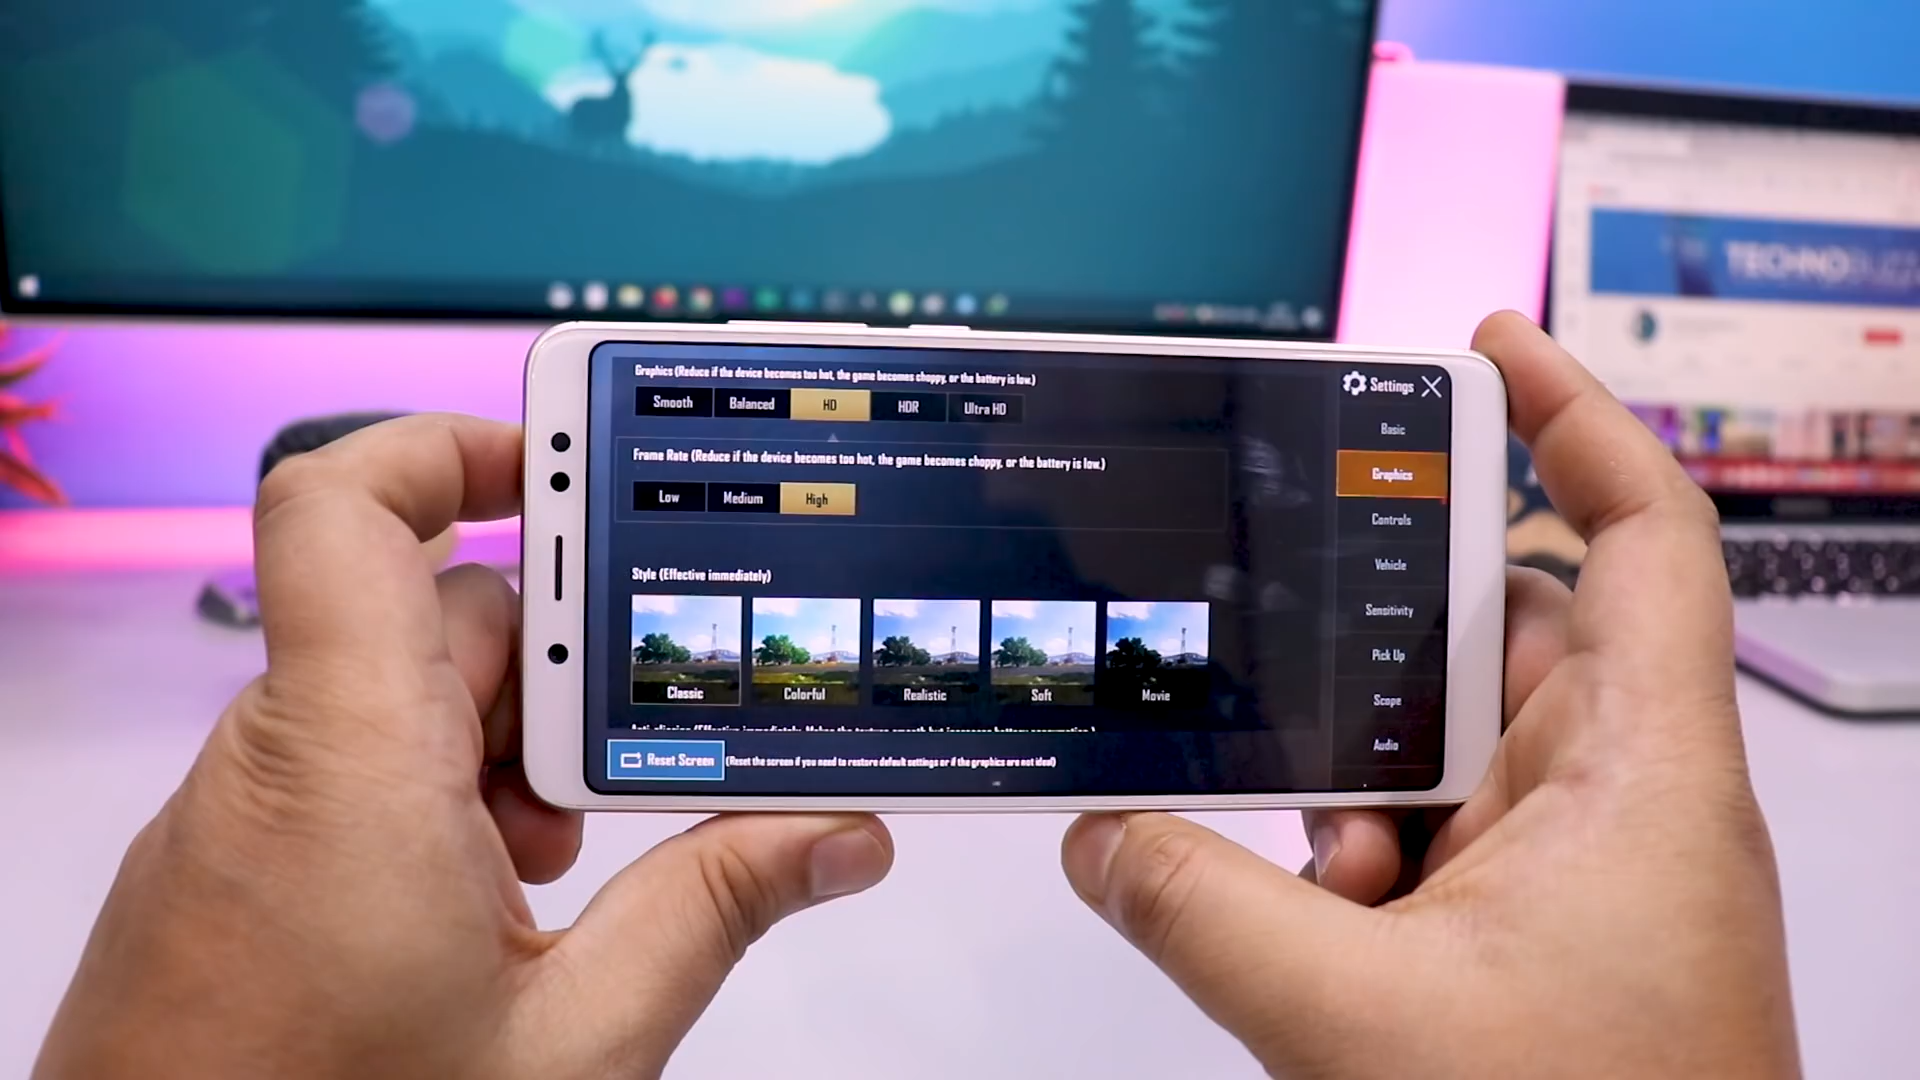 Graphics (Reduce if the device becomes too hot, the game becomes choppy, or the battery is low.)
Smooth Balanced HD HDR Ultra HD
Frame Rate (Reduce if the device becomes too hot, the game becomes choppy, or the battery is low.)
Low Medium High
Style (Effective immediately)
Classic Colorful Realistic Soft Movie
Reset Screen (Reset the screen if you need to restore default settings or if the graphics are not ideal)
Settings
Basic
Graphics
Controls
Vehicle
Sensitivity
Pick Up
Scope
Audio